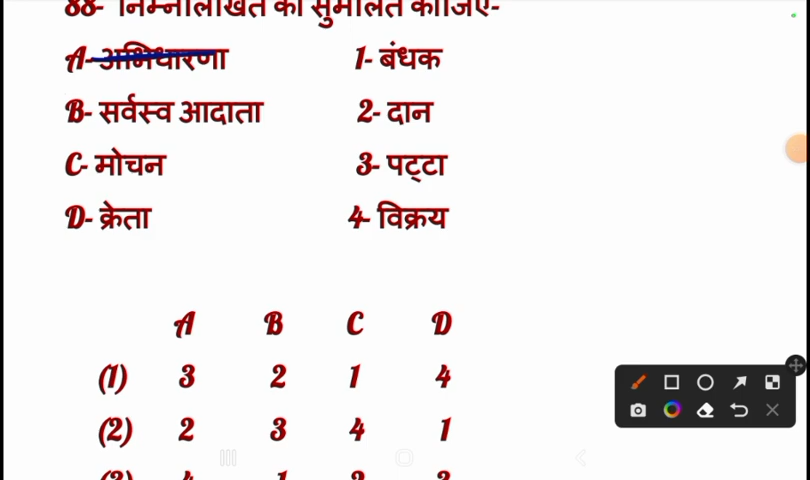 88- निम्नलिखित को सुमेलित कीजिए-
A- अभिधारणा 1- बंधक
B- सर्वस्व आदाता 2- दान
C- मोचन 3- पट्टा
D- क्रेता 4- विक्रय
A B C D
(1) 3 2 1 4
(2) 2 3 4 1